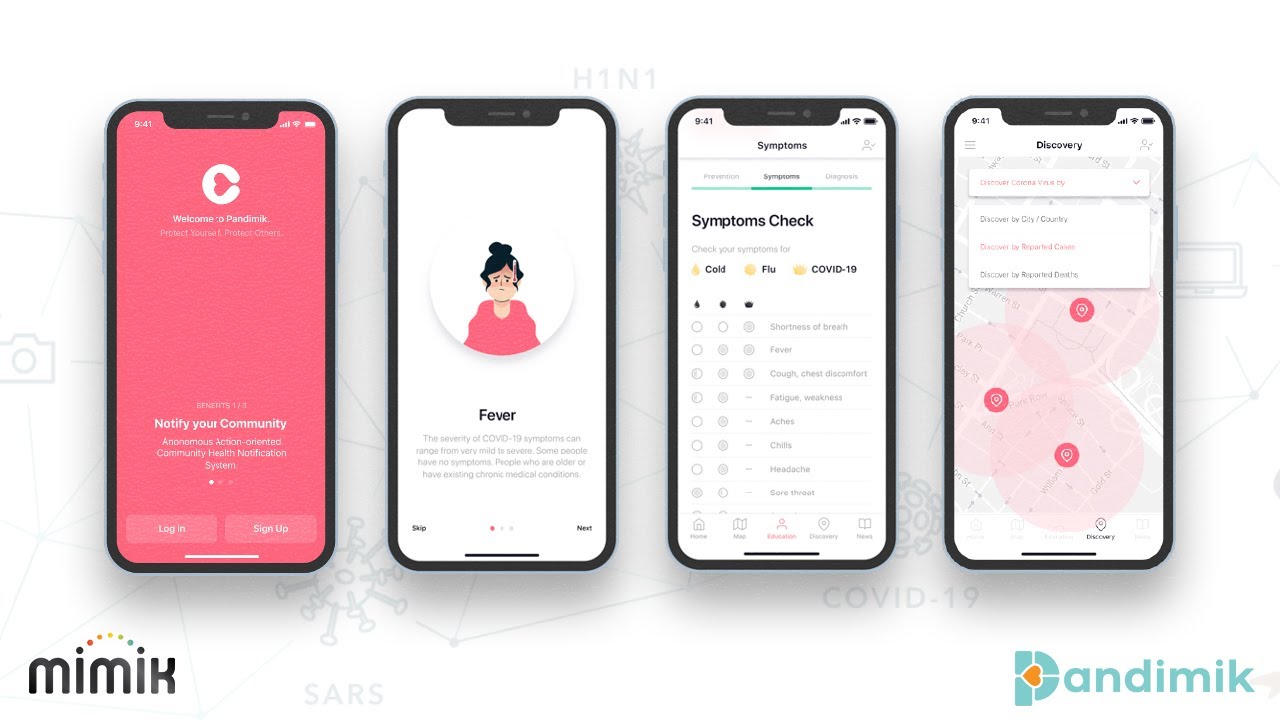 H1N1
9:41
Welcome to Pandimik.
Protect Yourself. Protect Others.
BENEFITS 1 / 3
Notify your Community
Anonomous Action-oriented
Community Health Notification
System.
Log in
Sign Up
Fever
The severity of COVID-19 symptoms can
range from very mild to severe. Some people
have no symptoms. People who are older or
have existing chronic medical conditions.
Skip
Next
9:41
Symptoms
Prevention
Symptoms
Diagnosis
Symptoms Check
Check your symptoms for
Cold
Flu
COVID-19
Shortness of breath
Fever
Cough, chest discomfort
Fatigue, weakness
Aches
Chills
Headache
Sore throat
Home
Map
Education
Discovery
News
9:41
Discovery
Discover Corona Virus by
Discover by City / Country
Discover by Reported Cases
Discover by Reported Deaths
Warren St
Park Pl
Park Row
Spruce St
Ann St
William
Gold St
Home
Map
Education
Discovery
News
COVID-19
SARS
mimik
Pandimik